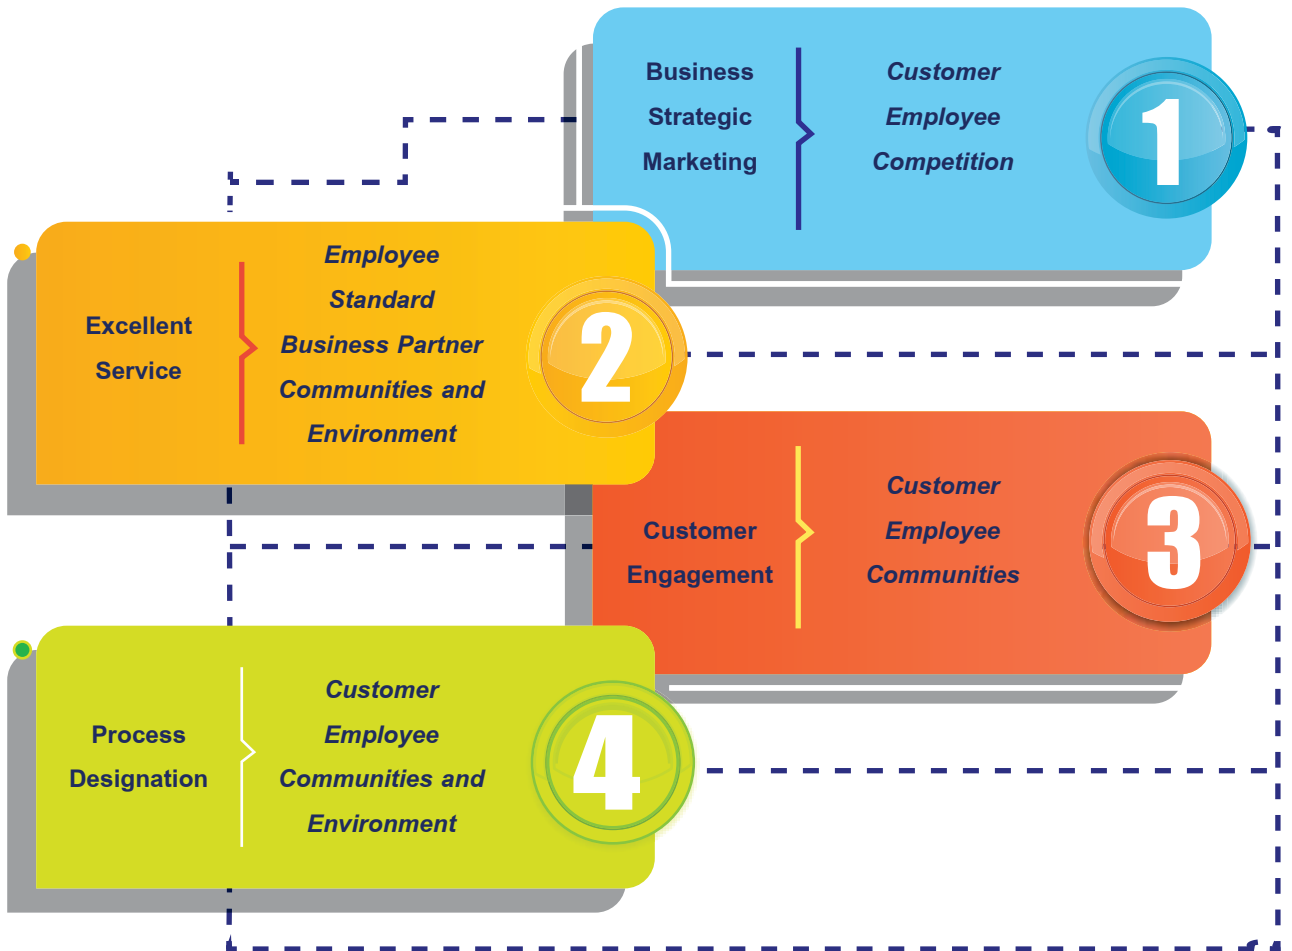 Business
Strategic
Marketing
Customer
Employee
Competition
1
Excellent
Service
Employee
Standard
Business Partner
Communities and
Environment
2
Customer
Engagement
Customer
Employee
Communities
3
Process
Designation
Customer
Employee
Communities and
Environment
4